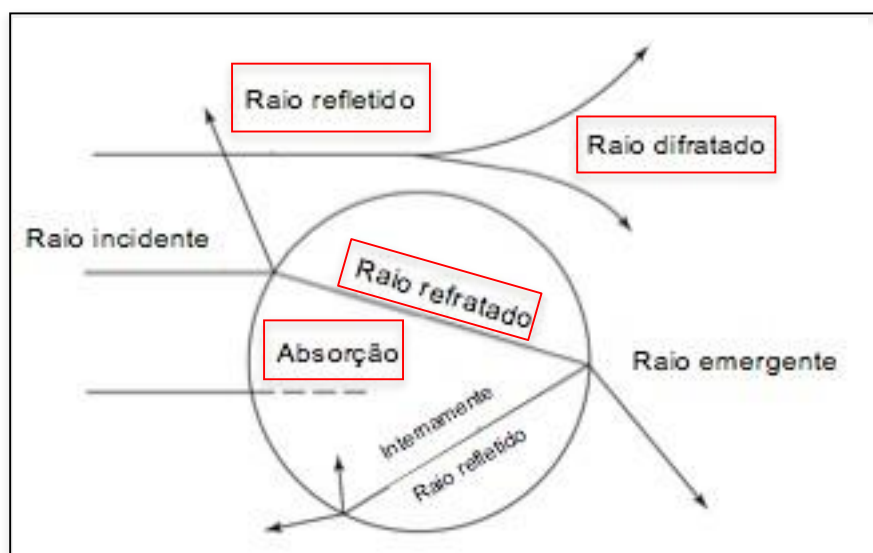 Raio refletido
Raio difratado
Raio incidente
Raio refratado
Absorção
Raio emergente
Internamente
Raio refletido